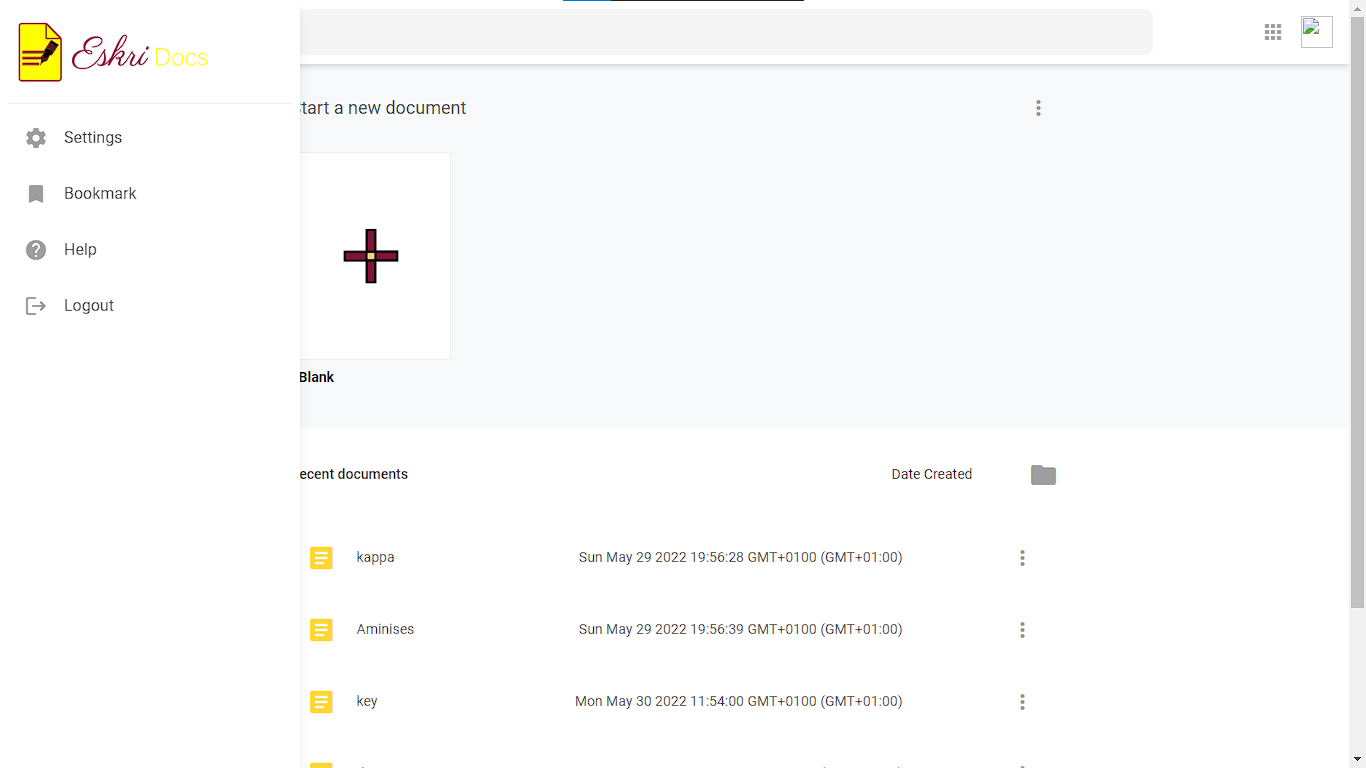 Eskri Docs
Settings
Bookmark
Help
Logout
tart a new document
Blank
ecent documents
Date Created
kappa
Sun May 29 2022 19:56:28 GMT+0100 (GMT+01:00)
Aminises
Sun May 29 2022 19:56:39 GMT+0100 (GMT+01:00)
key
Mon May 30 2022 11:54:00 GMT+0100 (GMT+01:00)